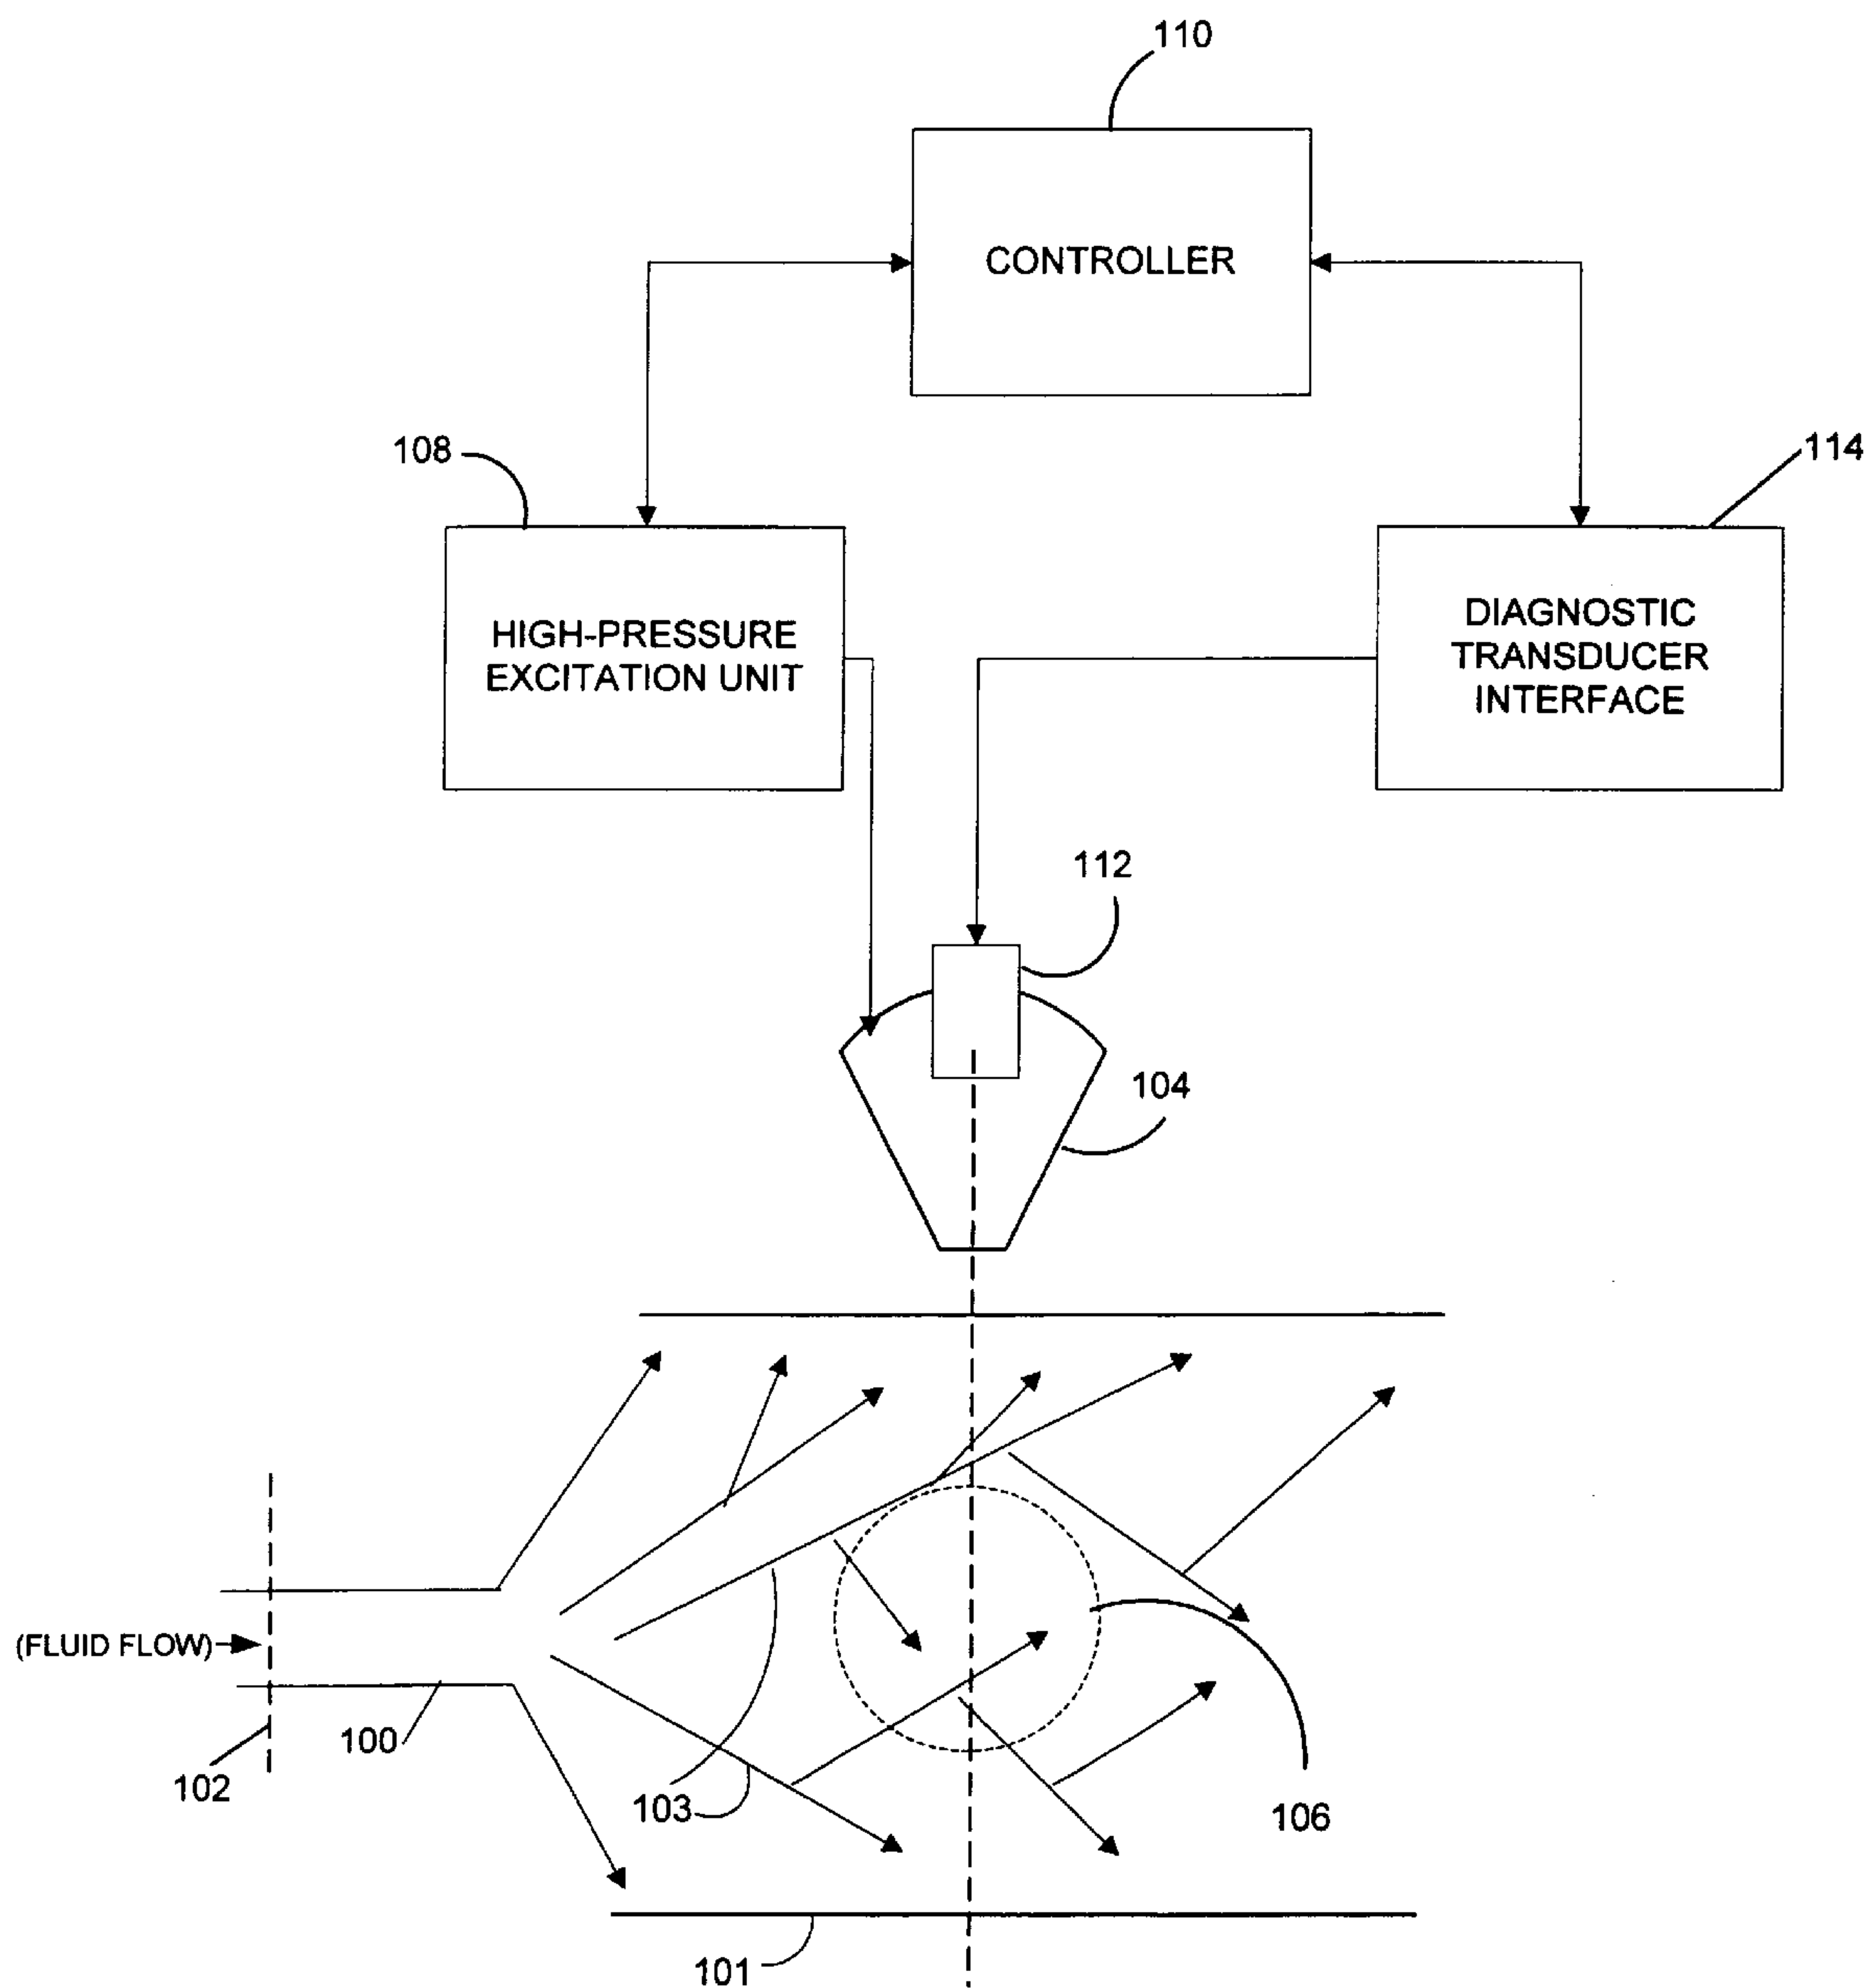 110
CONTROLLER
108
114
HIGH-PRESSURE
EXCITATION UNIT
DIAGNOSTIC
TRANSDUCER
INTERFACE
112
104
(FLUID FLOW)
100
102
103
106
101